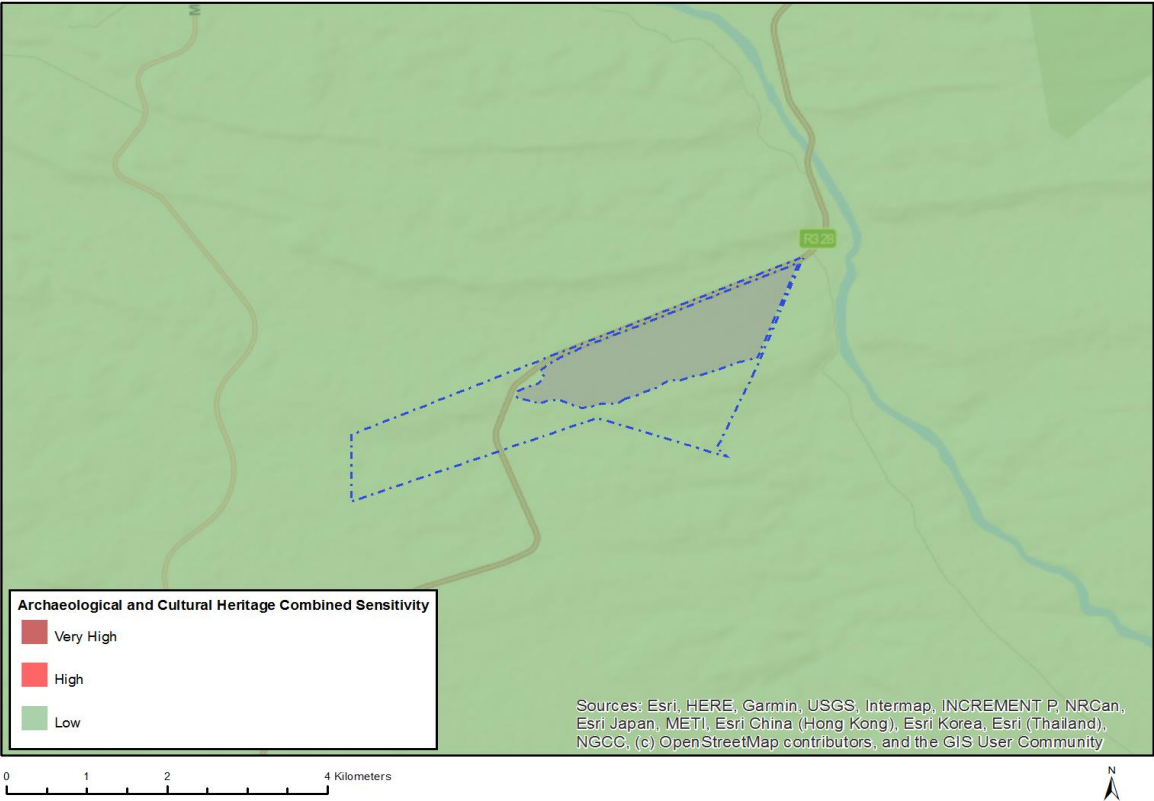 R328
Archaeological and Cultural Heritage Combined Sensitivity
Very High
High
Low
Sources: Esri, HERE, Garmin, USGS, Intermap, INCREMENT P, NRCan,
Esri Japan, METI, Esri China (Hong Kong), Esri Korea, Esri (Thailand),
NGCC, (c) OpenStreetMap contributors, and the GIS User Community
0 1 2 4 Kilometers
N